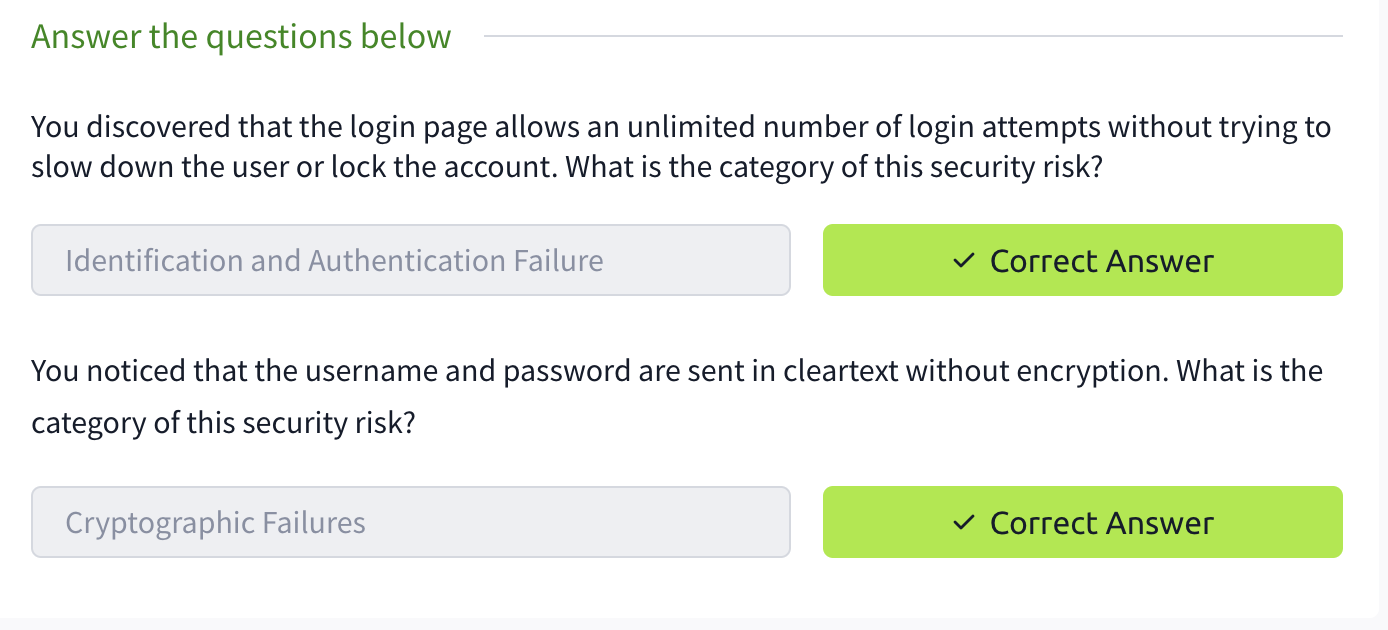 Answer the questions below
You discovered that the login page allows an unlimited number of login attempts without trying to
slow down the user or lock the account. What is the category of this security risk?
Identification and Authentication Failure
✓ Correct Answer
You noticed that the username and password are sent in cleartext without encryption. What is the
category of this security risk?
Cryptographic Failures
✓ Correct Answer